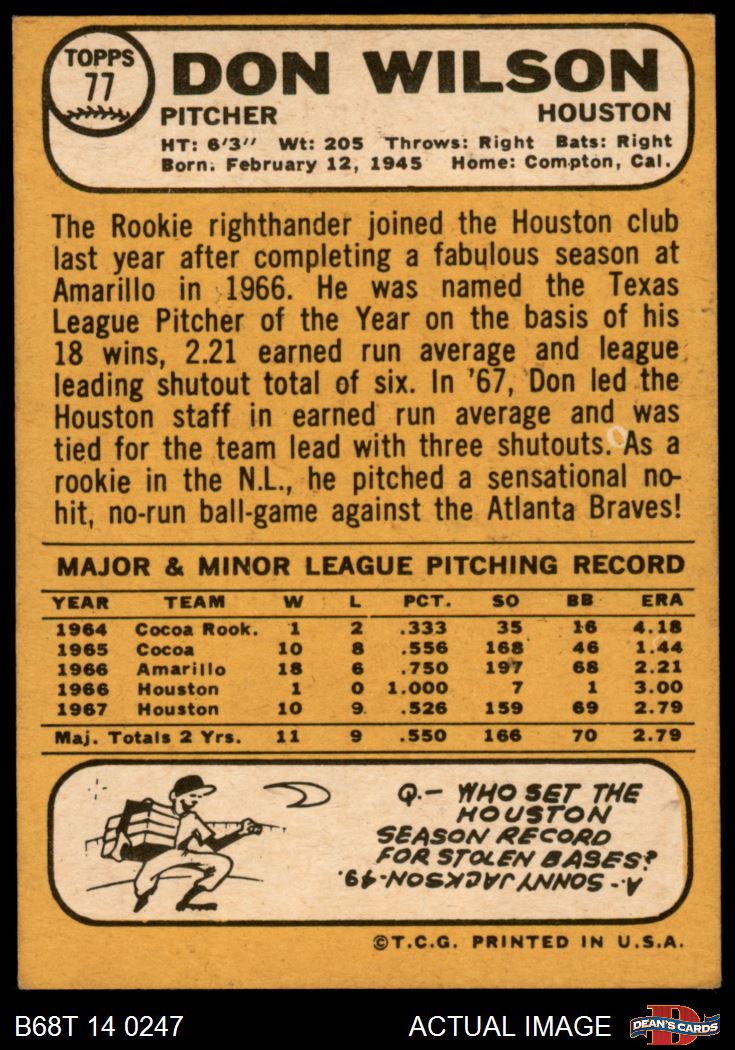 TOPPS
77
DON WILSON
PITCHER HOUSTON
HT: 6'3" Wt: 205 Throws: Right Bats: Right
Born: February 12, 1945 Home: Compton, Cal.
The Rookie righthander joined the Houston club
last year after completing a fabulous season at
Amarillo in 1966. He was named the Texas
League Pitcher of the Year on the basis of his
18 wins, 2.21 earned run average and league
leading shutout total of six. In '67, Don led the
Houston staff in earned run average and was
tied for the team lead with three shutouts. As a
rookie in the N.L., he pitched a sensational no-
hit, no-run ball-game against the Atlanta Braves!
MAJOR & MINOR LEAGUE PITCHING RECORD
YEAR TEAM W L PCT. SO BB ERA
1964 Cocoa Rook. 1 2 .333 35 16 4.18
1965 Cocoa 10 8 .556 168 46 1.44
1966 Amarillo 18 6 .750 197 68 2.21
1966 Houston 1 0 1.000 7 1 3.00
1967 Houston 10 9 .526 159 69 2.79
Maj. Totals 2 Yrs. 11 9 .550 166 70 2.79
Q.- WHO SET THE
HOUSTON
SEASON RECORD
FOR STOLEN BASES?
A.- SONNY JACKSON-49.
©T.C.G. PRINTED IN U.S.A.
B68T 14 0247 ACTUAL IMAGE DEAN'S CARDS